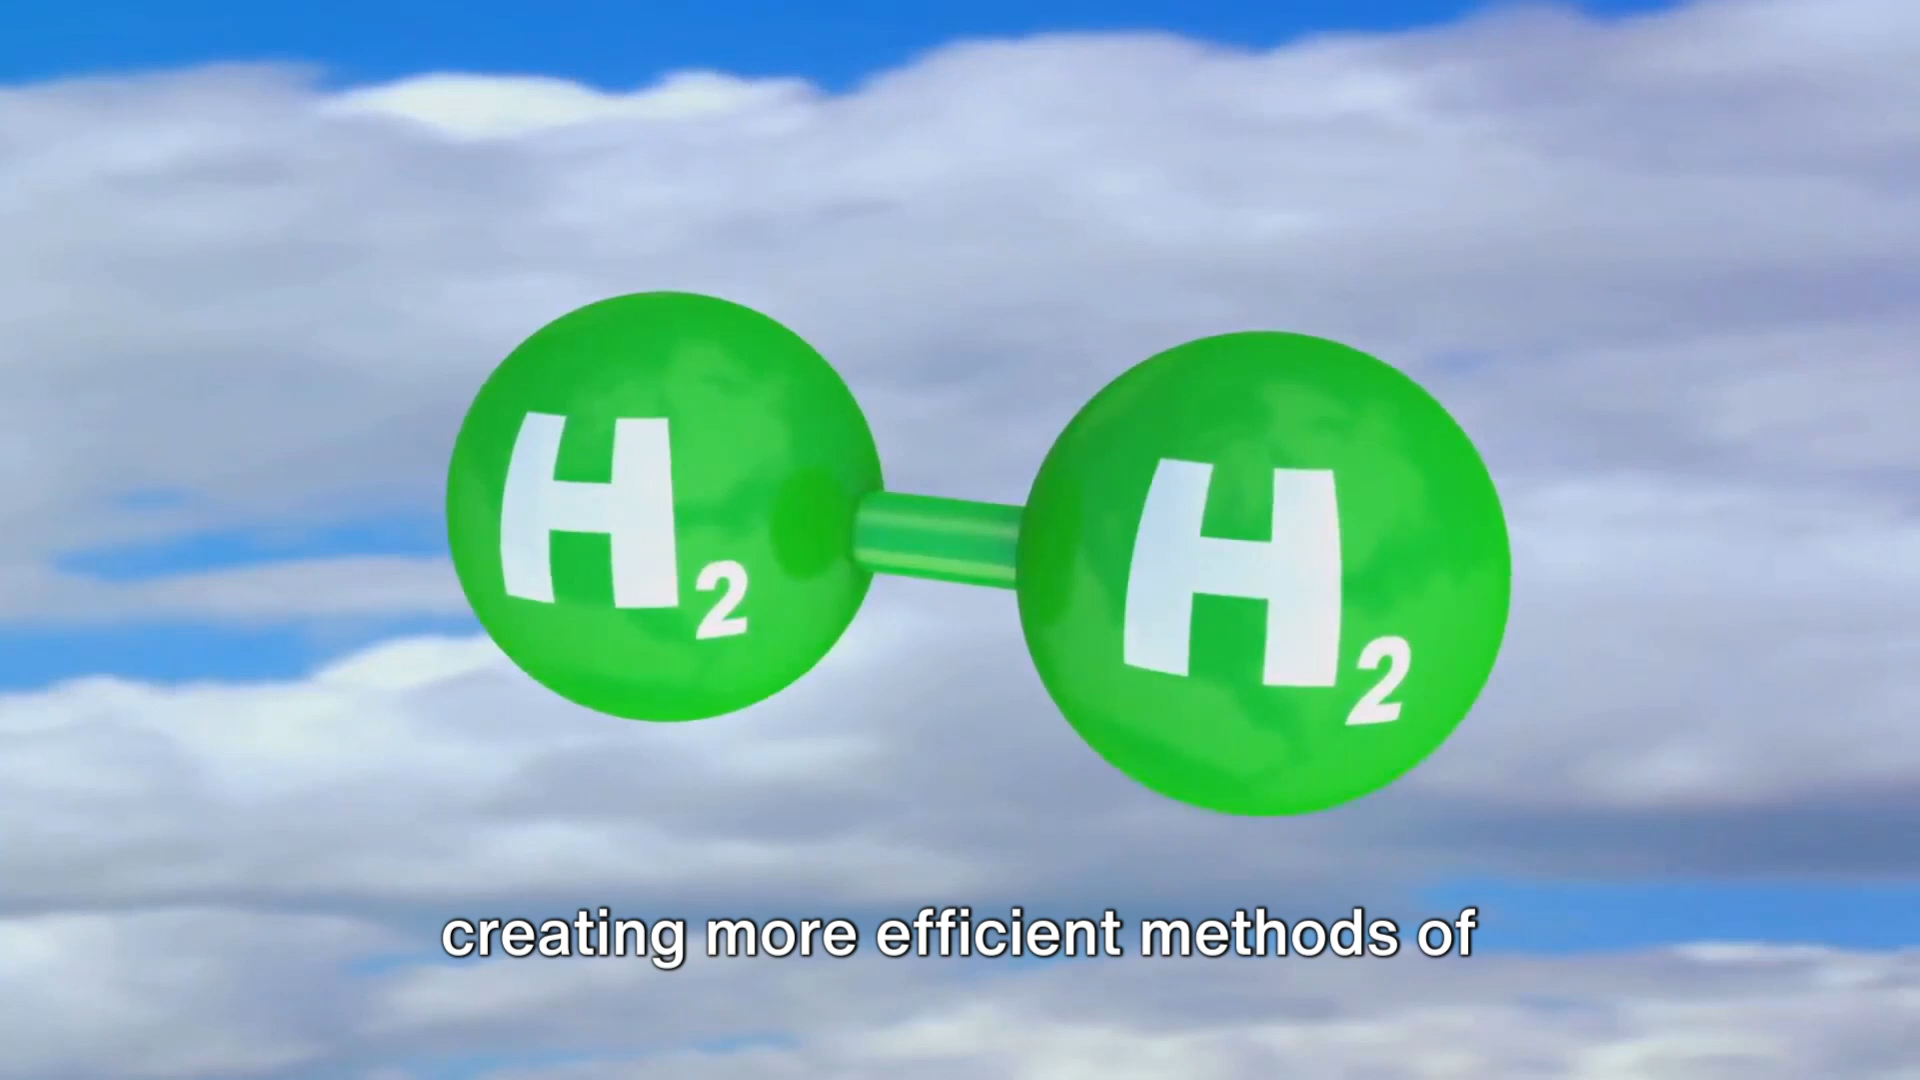 H₂
H₂
creating more efficient methods of